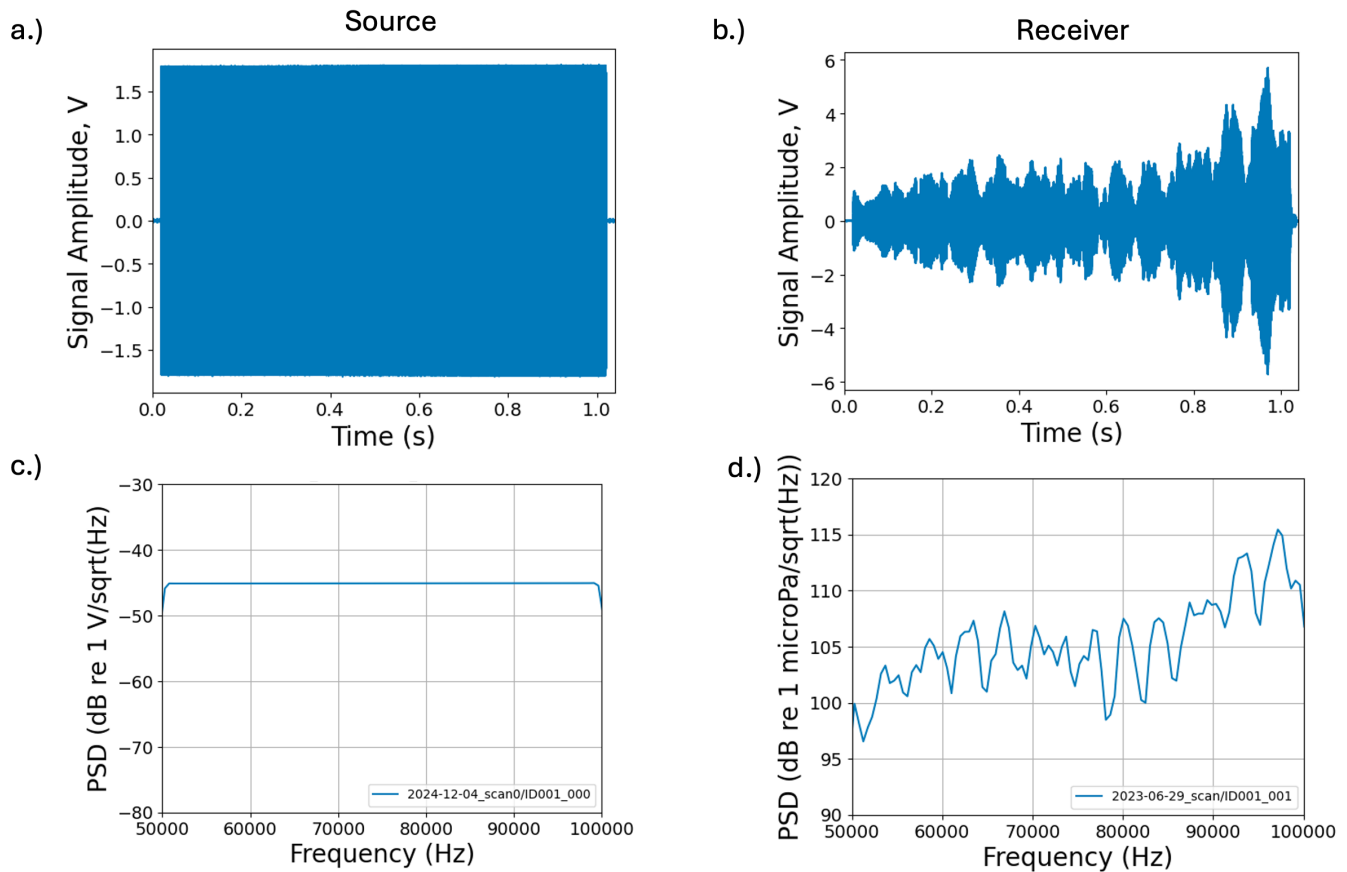 a.)
Source
Signal Amplitude, V
1.5
1.0
0.5
0.0
−0.5
−1.0
−1.5
0.0 0.2 0.4 0.6 0.8 1.0
Time (s)
b.)
Receiver
Signal Amplitude, V
6
4
2
0
−2
−4
−6
0.0 0.2 0.4 0.6 0.8 1.0
Time (s)
c.)
PSD (dB re 1 V/sqrt(Hz)
−30
−40
−50
−60
−70
−80
2024-12-04_scan0/ID001_000
50000 60000 70000 80000 90000 100000
Frequency (Hz)
d.)
PSD (dB re 1 microPa/sqrt(Hz))
120
115
110
105
100
95
90
2023-06-29_scan/ID001_001
50000 60000 70000 80000 90000 100000
Frequency (Hz)